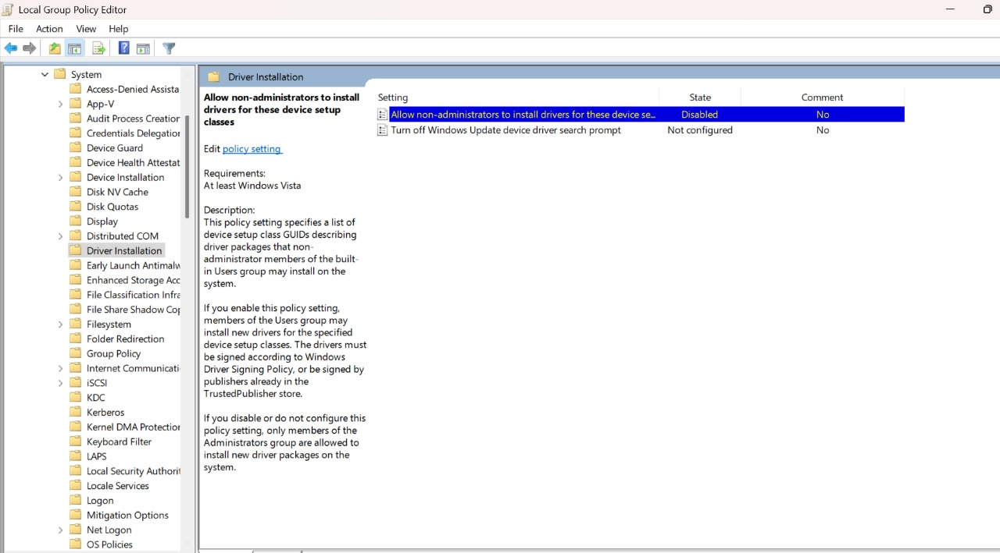 Local Group Policy Editor
File Action View Help
System
Access-Denied Assista
App-V
Audit Process Creation
Credentials Delegation
Device Guard
Device Health Attestat
Device Installation
Disk NV Cache
Disk Quotas
Display
Distributed COM
Driver Installation
Early Launch Antimalw
Enhanced Storage Acc
File Classification Infra
File Share Shadow Cop
Filesystem
Folder Redirection
Group Policy
Internet Communicati
iSCSI
KDC
Kerberos
Kernel DMA Protection
Keyboard Filter
LAPS
Local Security Authorit
Locale Services
Logon
Mitigation Options
Net Logon
OS Policies
Driver Installation
Allow non-administrators to install
drivers for these device setup
classes
Edit policy setting
Requirements:
At least Windows Vista
Description:
This policy setting specifies a list of
device setup class GUIDs describing
driver packages that non-
administrator members of the built-
in Users group may install on the
system.
If you enable this policy setting,
members of the Users group may
install new drivers for the specified
device setup classes. The drivers must
be signed according to Windows
Driver Signing Policy, or be signed by
publishers already in the
TrustedPublisher store.
If you disable or do not configure this
policy setting, only members of the
Administrators group are allowed to
install new driver packages on the
system.
Setting State Comment
Allow non-administrators to install drivers for these device se... Disabled No
Turn off Windows Update device driver search prompt Not configured No